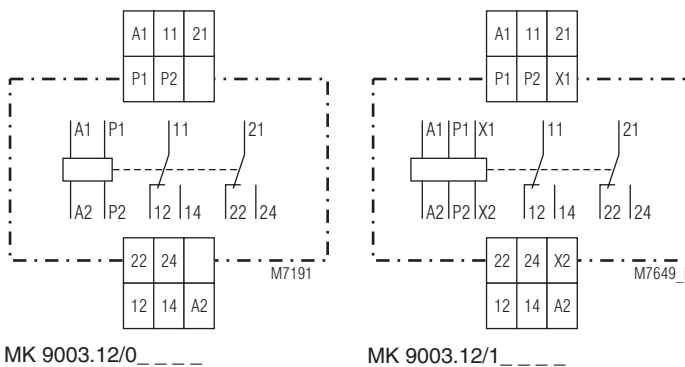 A1 11 21
P1 P2
A1 P1 11 21
A2 P2 12 14 22 24
22 24
M7191
12 14 A2
MK 9003.12/0_ _ _ _
A1 11 21
P1 P2 X1
A1 P1 X1 11 21
A2 P2 X2 12 14 22 24
22 24 X2
M7649_
12 14 A2
MK 9003.12/1_ _ _ _